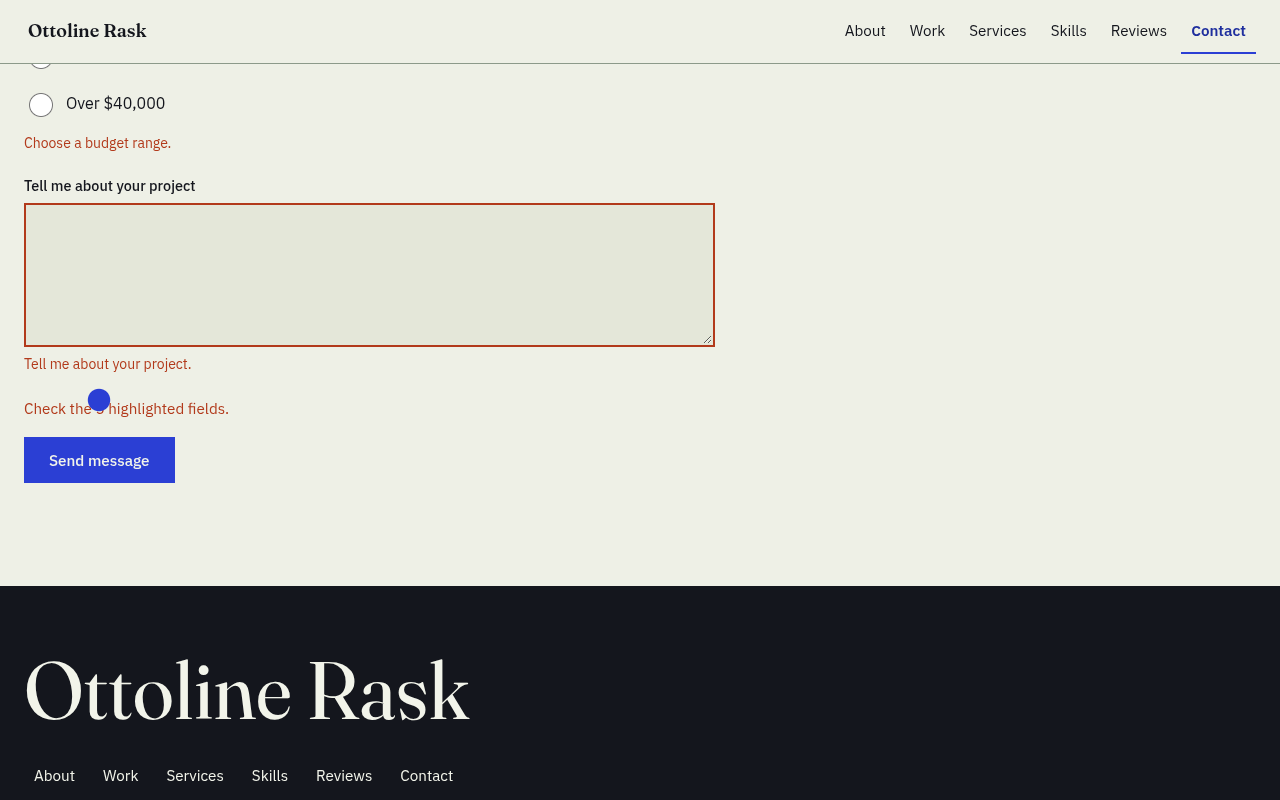 Ottoline Rask
About Work Services Skills Reviews Contact
Over $40,000
Choose a budget range.
Tell me about your project
Tell me about your project.
Check the highlighted fields.
Send message
Ottoline Rask
About Work Services Skills Reviews Contact